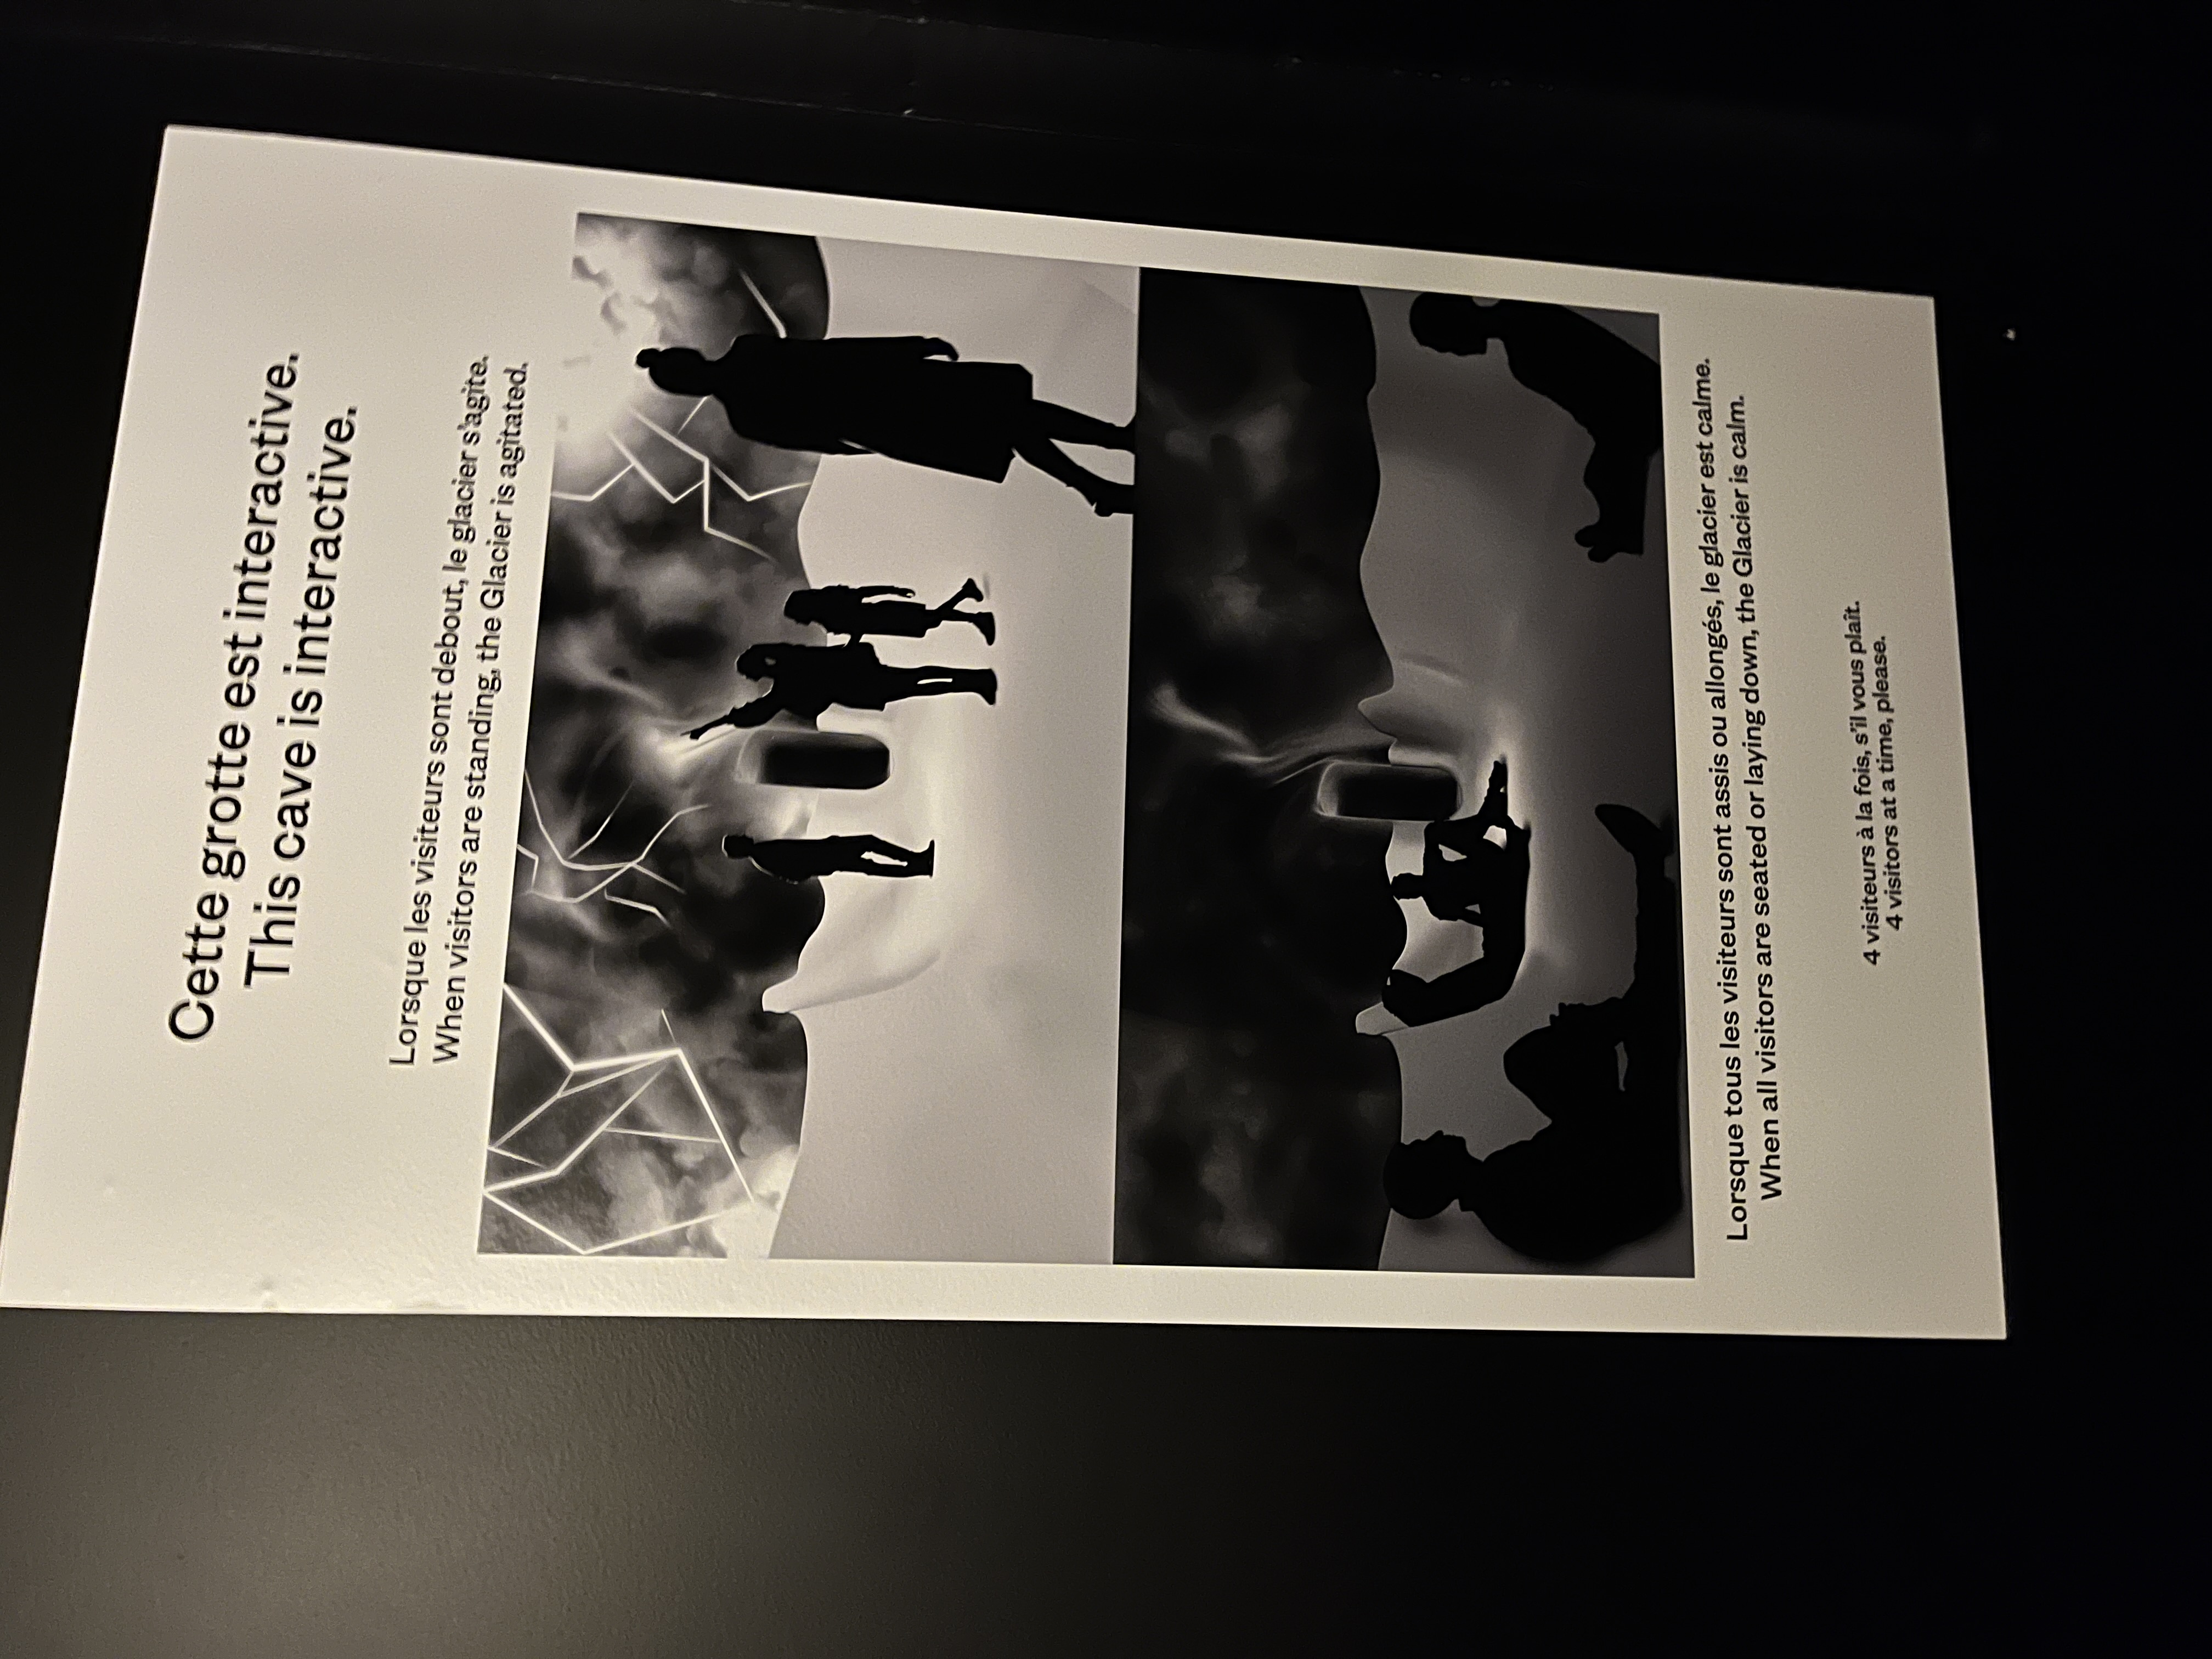 Cette grotte est interactive.
This cave is interactive.
Lorsque les visiteurs sont debout, le glacier s'agite.
When visitors are standing, the Glacier is agitated.
Lorsque tous les visiteurs sont assis ou allongés, le glacier est calme.
When all visitors are seated or laying down, the Glacier is calm.
4 visiteurs à la fois, s'il vous plaît.
4 visitors at a time, please.